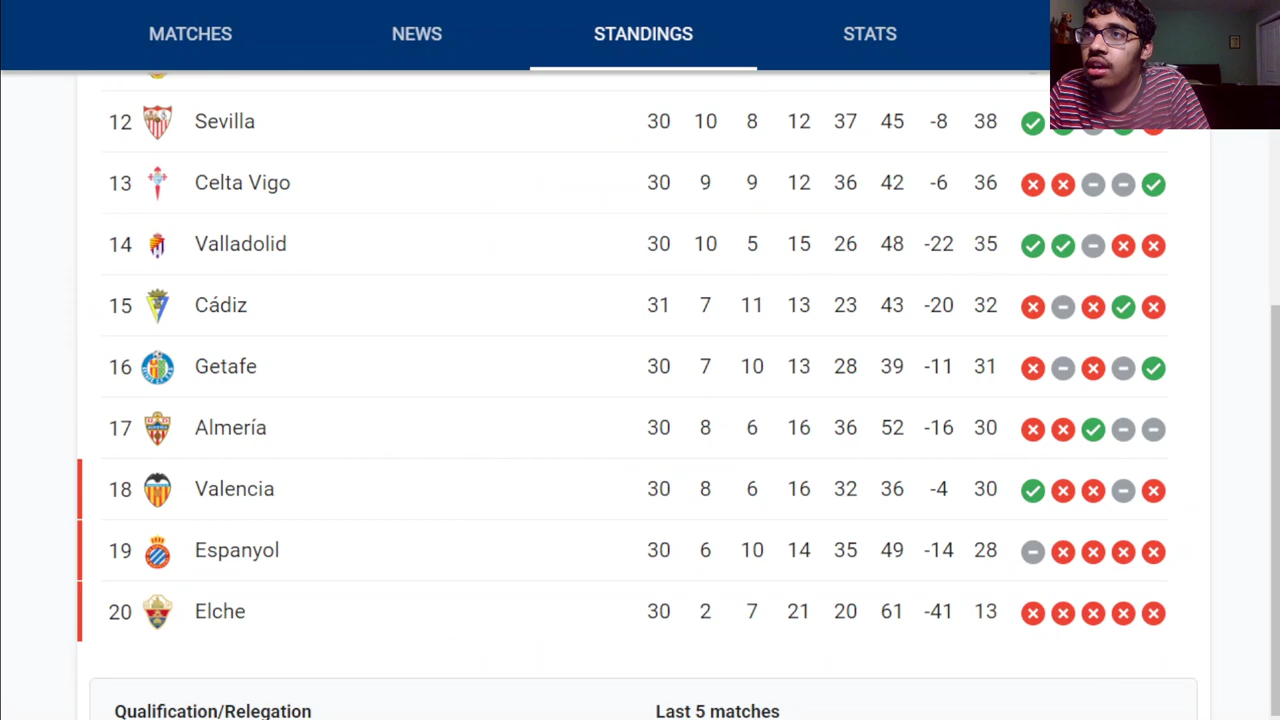 MATCHES NEWS STANDINGS STATS
12 Sevilla 30 10 8 12 37 45 -8 38
13 Celta Vigo 30 9 9 12 36 42 -6 36
14 Valladolid 30 10 5 15 26 48 -22 35
15 Cádiz 31 7 11 13 23 43 -20 32
16 Getafe 30 7 10 13 28 39 -11 31
17 Almería 30 8 6 16 36 52 -16 30
18 Valencia 30 8 6 16 32 36 -4 30
19 Espanyol 30 6 10 14 35 49 -14 28
20 Elche 30 2 7 21 20 61 -41 13
Qualification/Relegation Last 5 matches